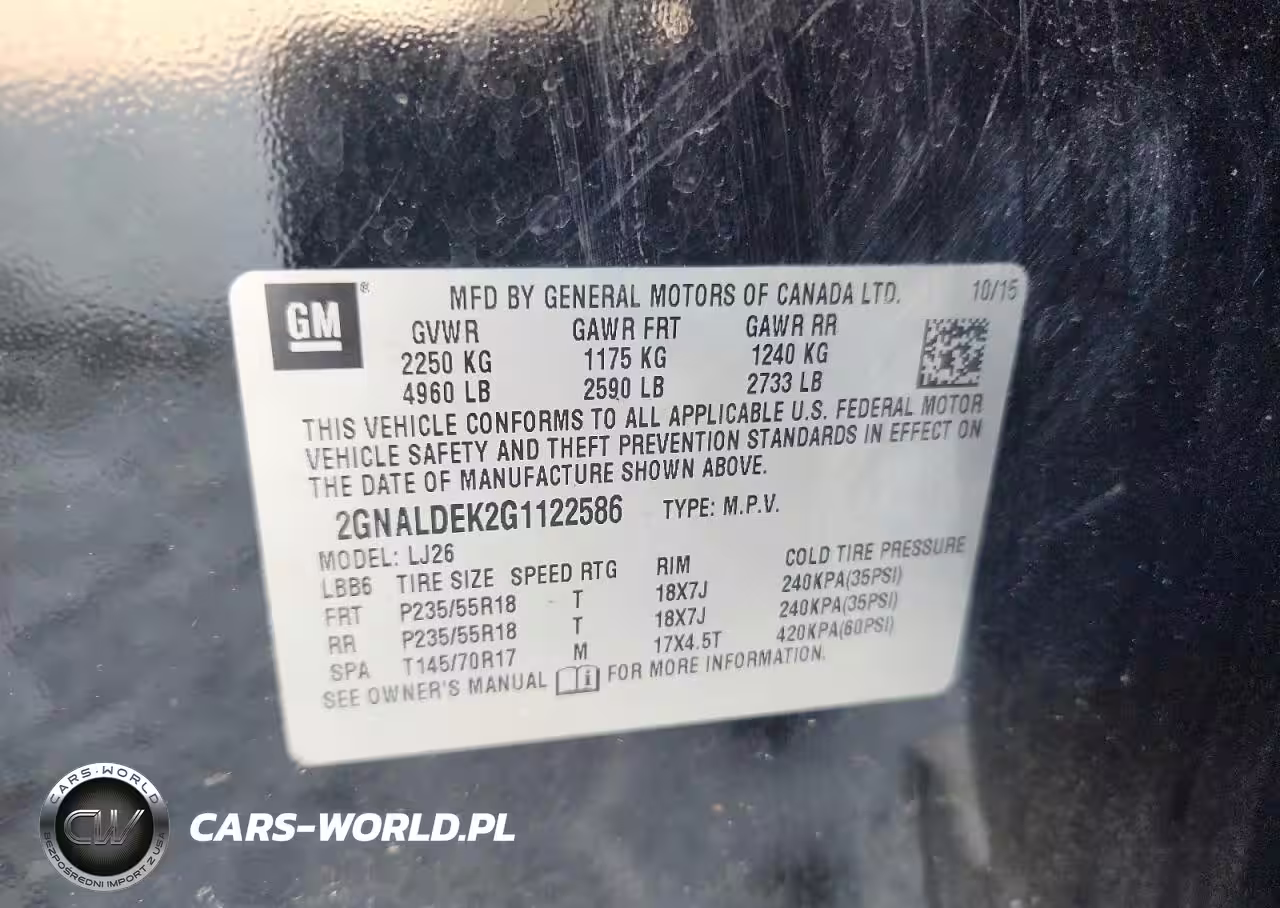 GM ®
MFD BY GENERAL MOTORS OF CANADA LTD. 10/15
GVWR GAWR FRT GAWR RR
2250 KG 1175 KG 1240 KG
4960 LB 2590 LB 2733 LB
THIS VEHICLE CONFORMS TO ALL APPLICABLE U.S. FEDERAL MOTOR
VEHICLE SAFETY AND THEFT PREVENTION STANDARDS IN EFFECT ON
THE DATE OF MANUFACTURE SHOWN ABOVE.
2GNALDEK2G1122586 TYPE: M.P.V.
MODEL: LJ26
LBB6 TIRE SIZE SPEED RTG RIM COLD TIRE PRESSURE
FRT P235/55R18 T 18X7J 240KPA(35PSI)
RR P235/55R18 T 18X7J 240KPA(35PSI)
SPA T145/70R17 M 17X4.5T 420KPA(60PSI)
SEE OWNER'S MANUAL i FOR MORE INFORMATION.
CARS-WORLD
CW
BEZPOŚREDNI IMPORT Z USA
CARS-WORLD.PL